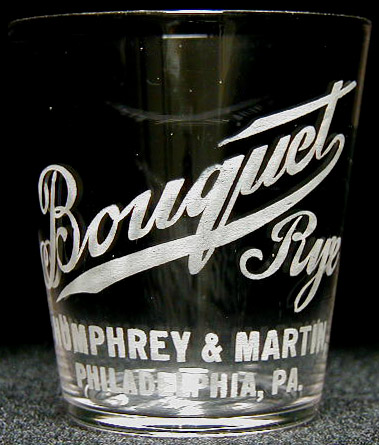 Bouquet
Rye
HUMPHREY & MARTIN
PHILADELPHIA, PA.